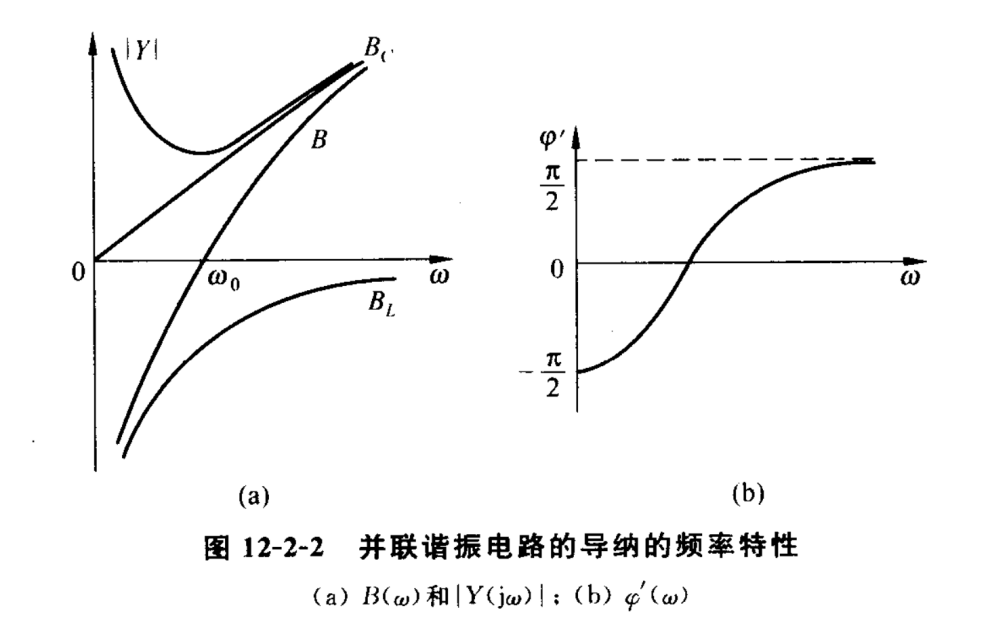 |Y|
B_C
B
0
ω₀
ω
B_L
(a)
φ′
π/2
0
ω
-π/2
(b)
图 12-2-2 并联谐振电路的导纳的频率特性
(a) B(ω)和|Y(jω)|；(b) φ′(ω)